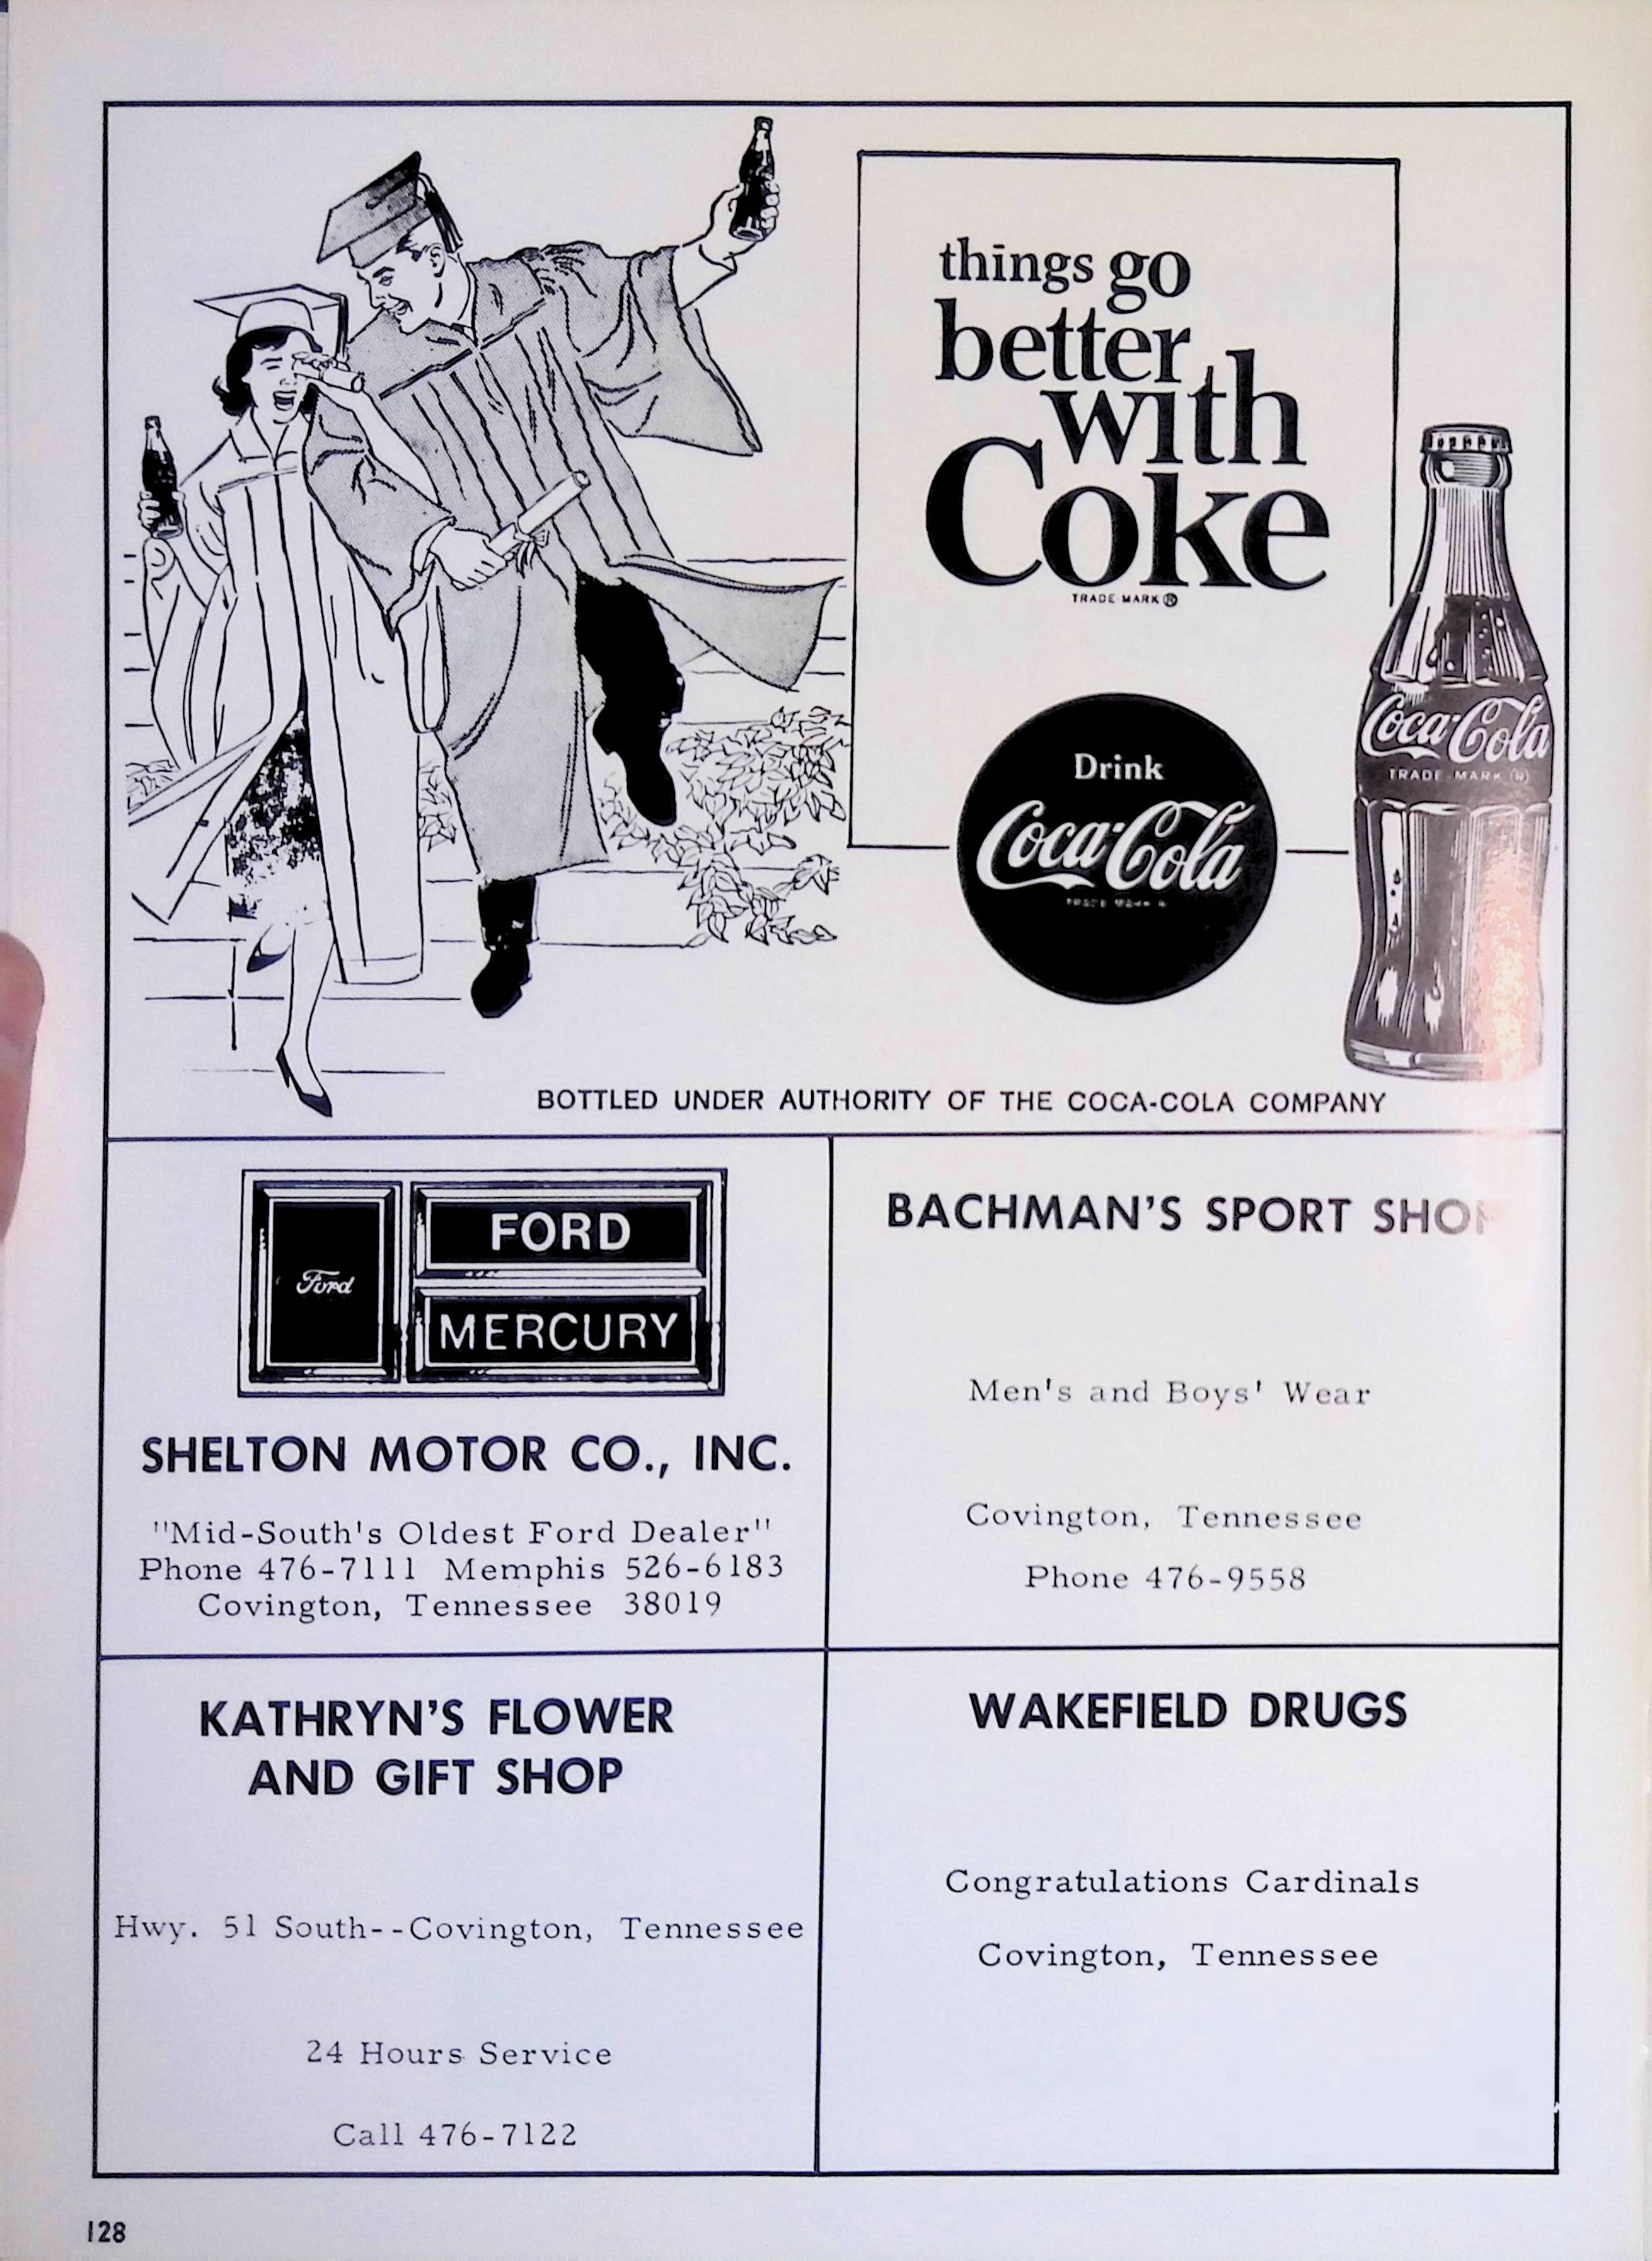 things go
better
with
Coke
TRADE-MARK ®
Drink
Coca-Cola
TRADE MARK ®
Coca-Cola
TRADE-MARK ®
BOTTLED UNDER AUTHORITY OF THE COCA-COLA COMPANY
Ford
FORD
MERCURY
SHELTON MOTOR CO., INC.
"Mid-South's Oldest Ford Dealer"
Phone 476-7111 Memphis 526-6183
Covington, Tennessee 38019
BACHMAN'S SPORT SHOP
Men's and Boys' Wear
Covington, Tennessee
Phone 476-9558
KATHRYN'S FLOWER
AND GIFT SHOP
Hwy. 51 South--Covington, Tennessee
24 Hours Service
Call 476-7122
WAKEFIELD DRUGS
Congratulations Cardinals
Covington, Tennessee
128